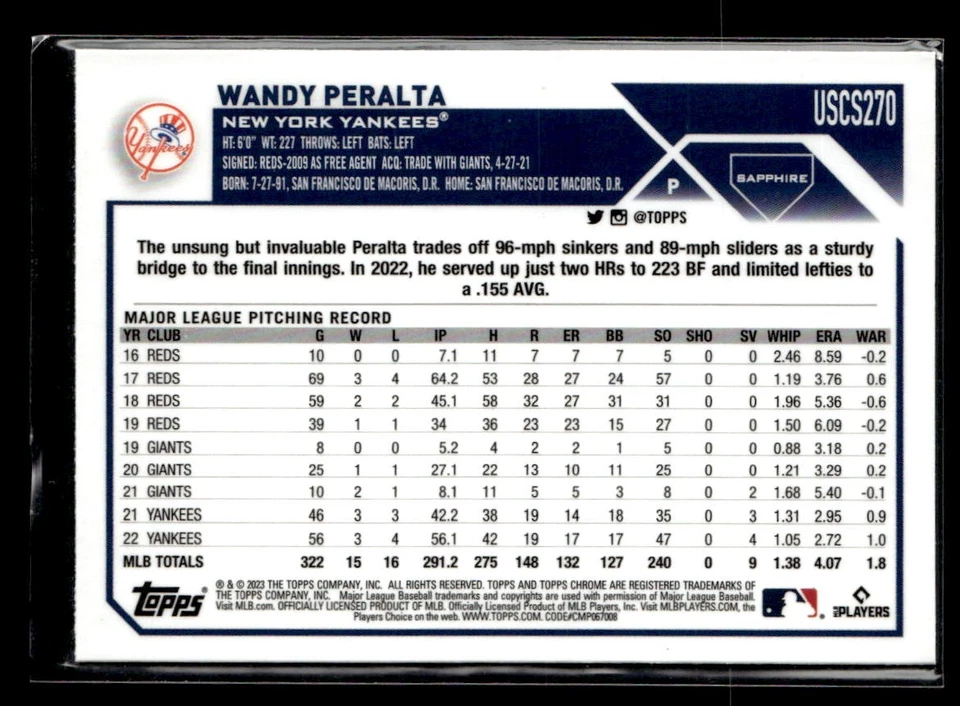 WANDY PERALTA
USCS270
NEW YORK YANKEES®
HT: 6'0" WT: 227 THROWS: LEFT BATS: LEFT
SIGNED: REDS-2009 AS FREE AGENT ACQ: TRADE WITH GIANTS, 4-27-21
BORN: 7-27-91, SAN FRANCISCO DE MACORIS, D.R. HOME: SAN FRANCISCO DE MACORIS, D.R.
Yankees
P
SAPPHIRE
@TOPPS
The unsung but invaluable Peralta trades off 96-mph sinkers and 89-mph sliders as a sturdy
bridge to the final innings. In 2022, he served up just two HRs to 223 BF and limited lefties to
a .155 AVG.
MAJOR LEAGUE PITCHING RECORD
YR CLUB G W L IP H R ER BB SO SHO SV WHIP ERA WAR
16 REDS 10 0 0 7.1 11 7 7 7 5 0 0 2.46 8.59 -0.2
17 REDS 69 3 4 64.2 53 28 27 24 57 0 0 1.19 3.76 0.6
18 REDS 59 2 2 45.1 58 32 27 31 31 0 0 1.96 5.36 -0.6
19 REDS 39 1 1 34 36 23 23 15 27 0 0 1.50 6.09 -0.2
19 GIANTS 8 0 0 5.2 4 2 2 1 5 0 0 0.88 3.18 0.2
20 GIANTS 25 1 1 27.1 22 13 10 11 25 0 0 1.21 3.29 0.2
21 GIANTS 10 2 1 8.1 11 5 5 3 8 0 2 1.68 5.40 -0.1
21 YANKEES 46 3 3 42.2 38 19 14 18 35 0 3 1.31 2.95 0.9
22 YANKEES 56 3 4 56.1 42 19 17 17 47 0 4 1.05 2.72 1.0
MLB TOTALS 322 15 16 291.2 275 148 132 127 240 0 9 1.38 4.07 1.8
Topps
® & © 2023 THE TOPPS COMPANY, INC. ALL RIGHTS RESERVED. TOPPS AND TOPPS CHROME ARE REGISTERED TRADEMARKS OF
THE TOPPS COMPANY, INC. Major League Baseball trademarks and copyrights are used with permission of Major League Baseball.
Visit MLB.com. OFFICIALLY LICENSED PRODUCT OF MLB. Officially Licensed Product of MLB Players, Inc. Visit MLBPLAYERS.COM, the
Players Choice on the web. WWW.TOPPS.COM. CODE#CMP067008
MLB PLAYERS